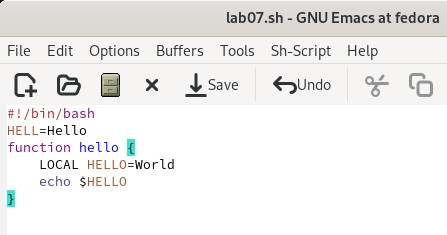 lab07.sh - GNU Emacs at fedora
File Edit Options Buffers Tools Sh-Script Help
Save Undo
#!/bin/bash
HELL=Hello
function hello {
    LOCAL HELLO=World
    echo $HELLO
}